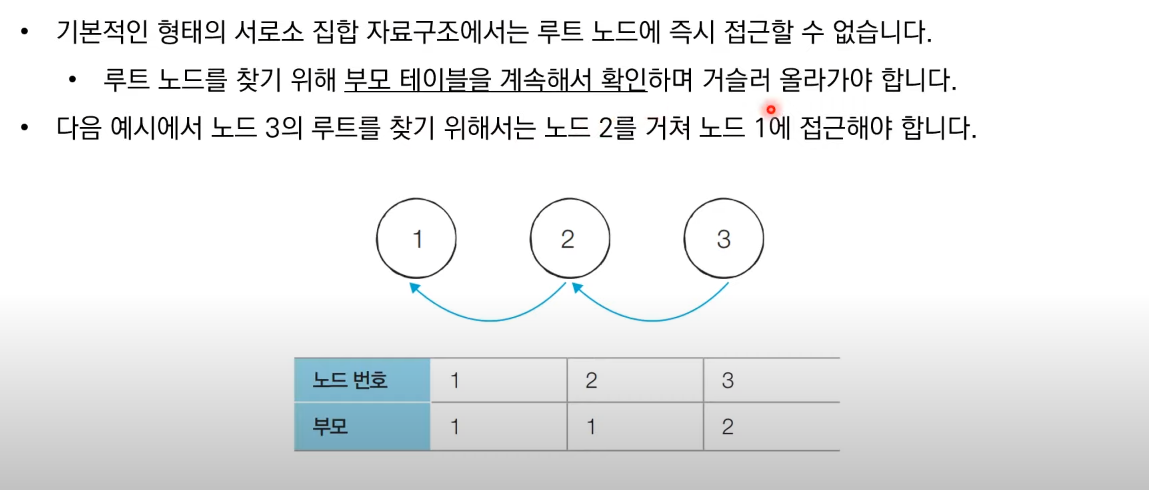 • 기본적인 형태의 서로소 집합 자료구조에서는 루트 노드에 즉시 접근할 수 없습니다.
• 루트 노드를 찾기 위해 부모 테이블을 계속해서 확인하며 거슬러 올라가야 합니다.
• 다음 예시에서 노드 3의 루트를 찾기 위해서는 노드 2를 거쳐 노드 1에 접근해야 합니다.
1 2 3
노드 번호 1 2 3
부모 1 1 2